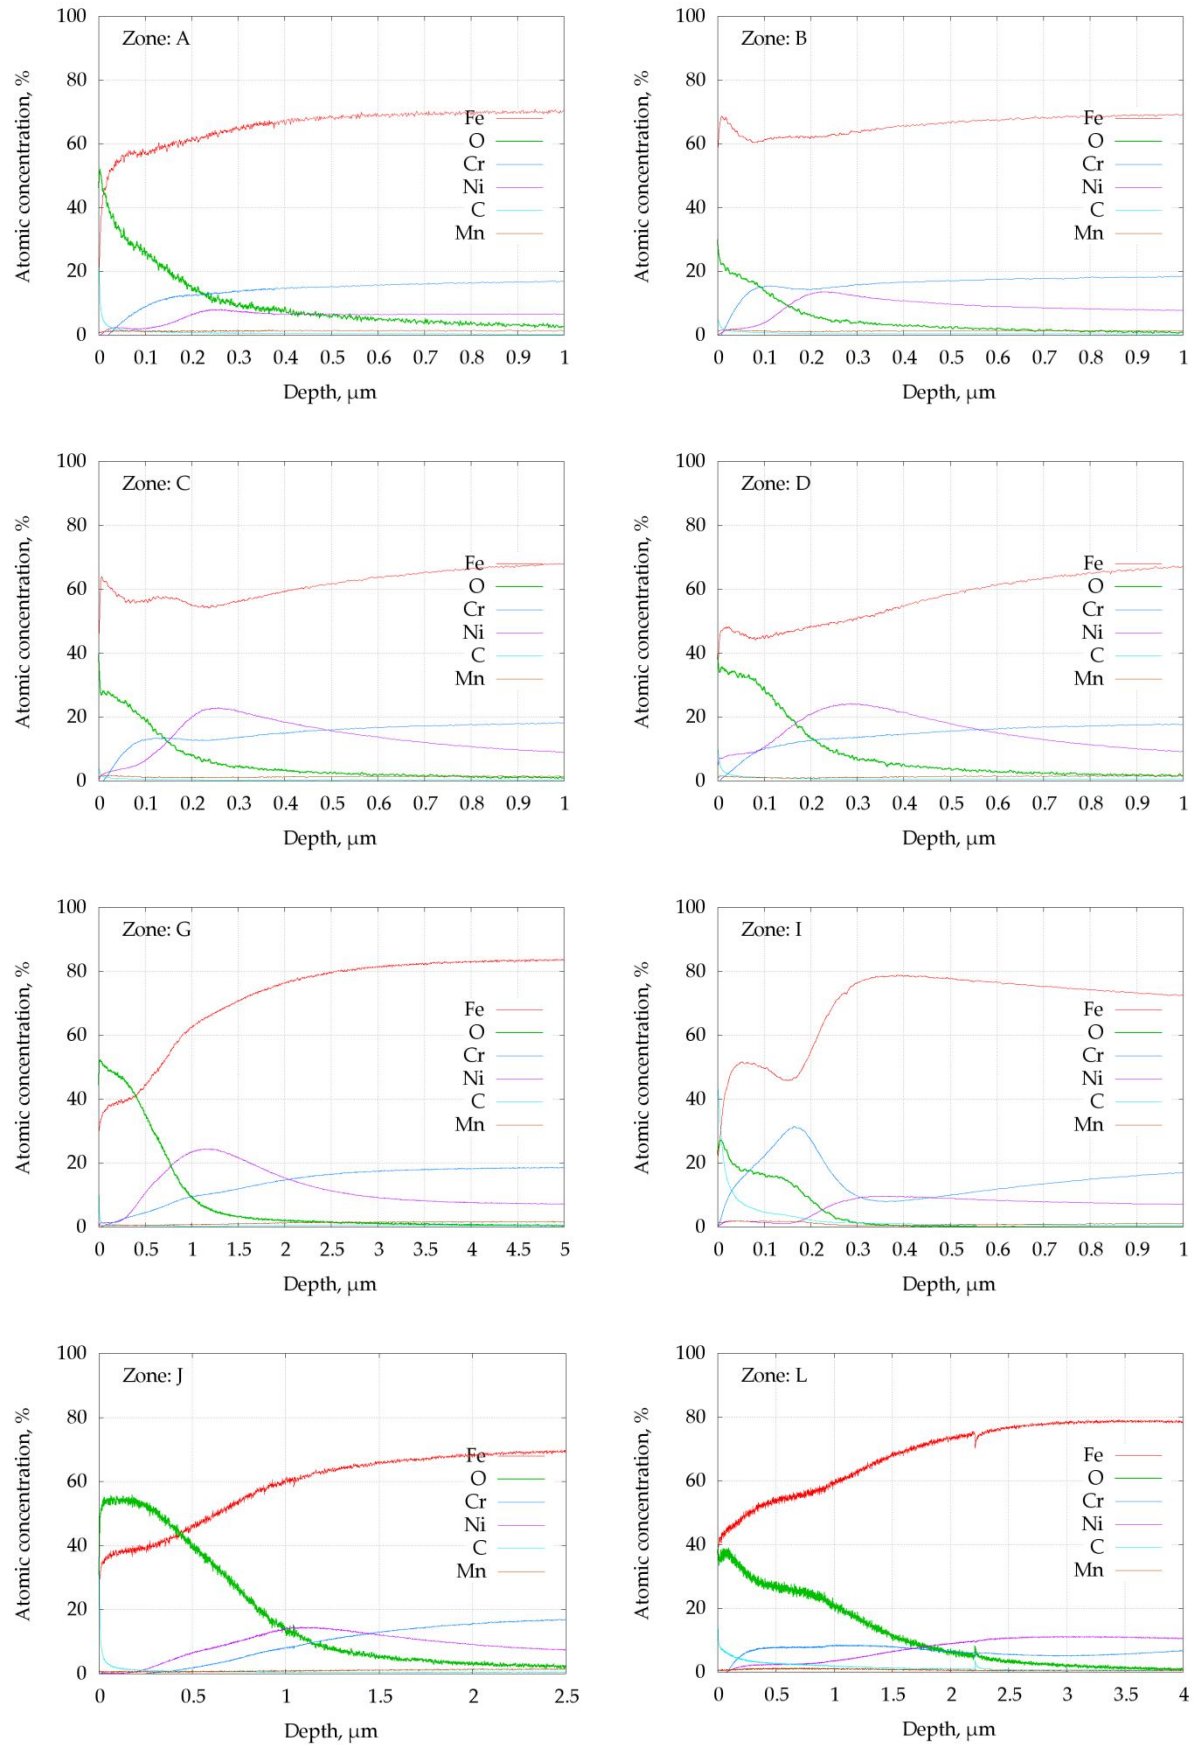 Zone: A
Atomic concentration, %
100
80
60
40
20
0
Fe
O
Cr
Ni
C
Mn
0 0.1 0.2 0.3 0.4 0.5 0.6 0.7 0.8 0.9 1
Depth, μm
Zone: B
Atomic concentration, %
100
80
60
40
20
0
Fe
O
Cr
Ni
C
Mn
0 0.1 0.2 0.3 0.4 0.5 0.6 0.7 0.8 0.9 1
Depth, μm
Zone: C
Atomic concentration, %
100
80
60
40
20
0
Fe
O
Cr
Ni
C
Mn
0 0.1 0.2 0.3 0.4 0.5 0.6 0.7 0.8 0.9 1
Depth, μm
Zone: D
Atomic concentration, %
100
80
60
40
20
0
Fe
O
Cr
Ni
C
Mn
0 0.1 0.2 0.3 0.4 0.5 0.6 0.7 0.8 0.9 1
Depth, μm
Zone: G
Atomic concentration, %
100
80
60
40
20
0
Fe
O
Cr
Ni
C
Mn
0 0.5 1 1.5 2 2.5 3 3.5 4 4.5 5
Depth, μm
Zone: I
Atomic concentration, %
100
80
60
40
20
0
Fe
O
Cr
Ni
C
Mn
0 0.1 0.2 0.3 0.4 0.5 0.6 0.7 0.8 0.9 1
Depth, μm
Zone: J
Atomic concentration, %
100
80
60
40
20
0
Fe
O
Cr
Ni
C
Mn
0 0.5 1 1.5 2 2.5
Depth, μm
Zone: L
Atomic concentration, %
100
80
60
40
20
0
Fe
O
Cr
Ni
C
Mn
0 0.5 1 1.5 2 2.5 3 3.5 4
Depth, μm